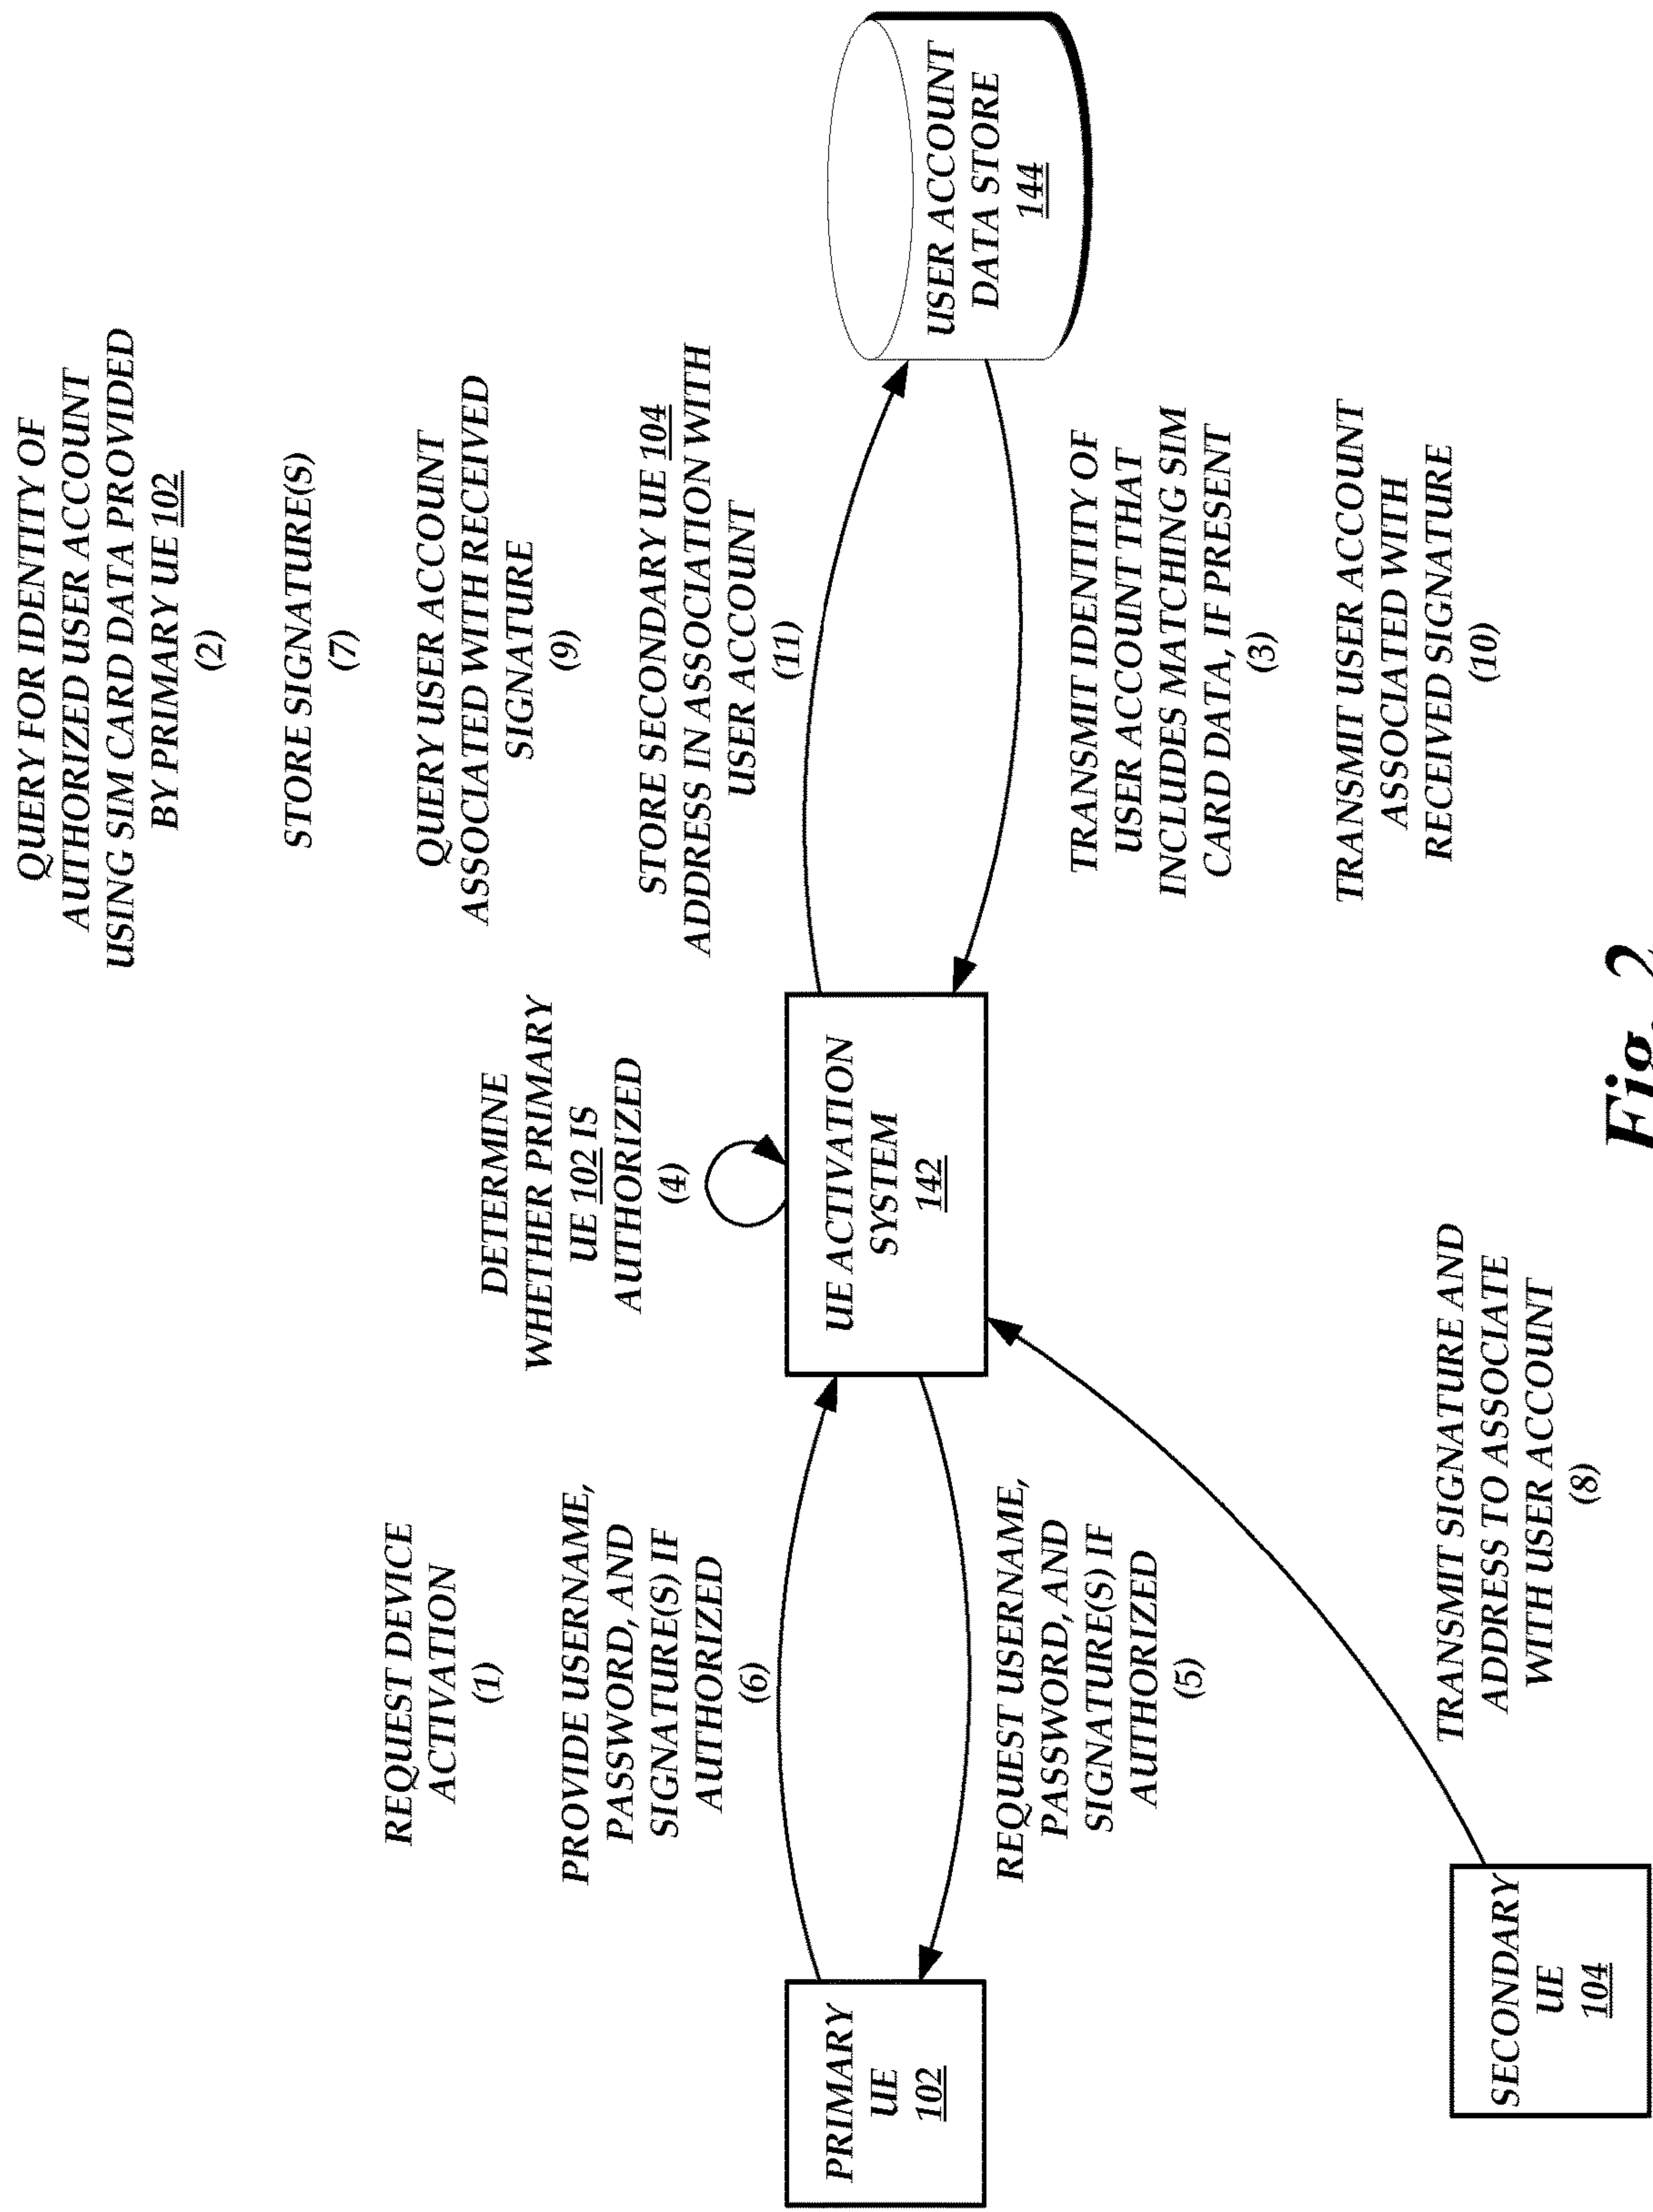 QUERY FOR IDENTITY OF
AUTHORIZED USER ACCOUNT
USING SIM CARD DATA PROVIDED
BY PRIMARY UE 102
(2)
STORE SIGNATURE(S)
(7)
QUERY USER ACCOUNT
ASSOCIATED WITH RECEIVED
SIGNATURE
(9)
STORE SECONDARY UE 104
ADDRESS IN ASSOCIATION WITH
USER ACCOUNT
(11)
DETERMINE
WHETHER PRIMARY
UE 102 IS
AUTHORIZED
(4)
REQUEST DEVICE
ACTIVATION
(1)
PROVIDE USERNAME,
PASSWORD, AND
SIGNATURE(S) IF
AUTHORIZED
(6)
PRIMARY
UE
102
UE ACTIVATION
SYSTEM
142
USER ACCOUNT
DATA STORE
144
REQUEST USERNAME,
PASSWORD, AND
SIGNATURE(S) IF
AUTHORIZED
(5)
TRANSMIT IDENTITY OF
USER ACCOUNT THAT
INCLUDES MATCHING SIM
CARD DATA, IF PRESENT
(3)
TRANSMIT USER ACCOUNT
ASSOCIATED WITH
RECEIVED SIGNATURE
(10)
TRANSMIT SIGNATURE AND
ADDRESS TO ASSOCIATE
WITH USER ACCOUNT
(8)
SECONDARY
UE
104
Fig. 2